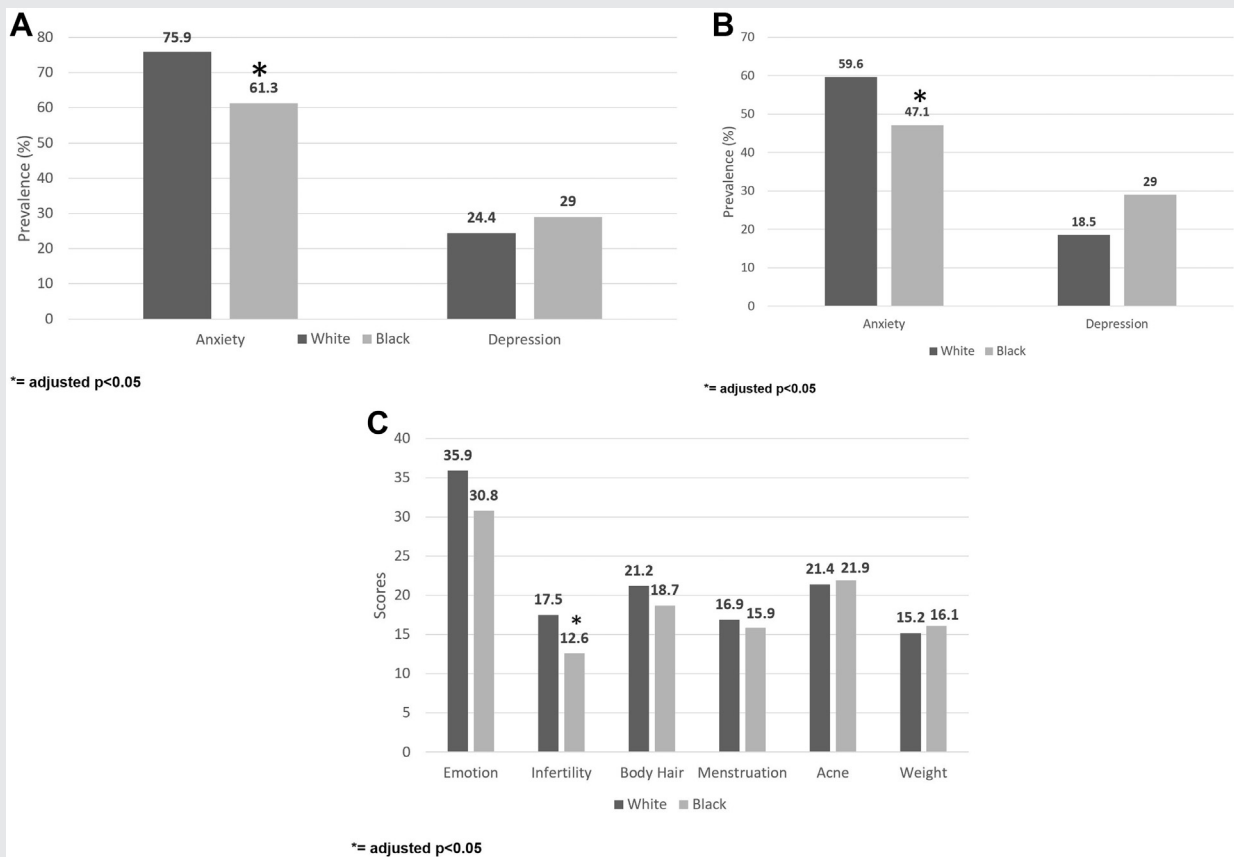 A
80
70
60
50
40
30
20
10
0
Prevalence (%)
75.9
*
61.3
24.4
29
Anxiety
Depression
White
Black
*= adjusted p<0.05
B
70
60
50
40
30
20
10
0
Prevalence (%)
59.6
*
47.1
18.5
29
Anxiety
Depression
White
Black
*= adjusted p<0.05
C
40
35
30
25
20
15
10
5
0
Scores
35.9
30.8
17.5
*
12.6
21.2
18.7
16.9
15.9
21.4
21.9
15.2
16.1
Emotion
Infertility
Body Hair
Menstruation
Acne
Weight
White
Black
*= adjusted p<0.05